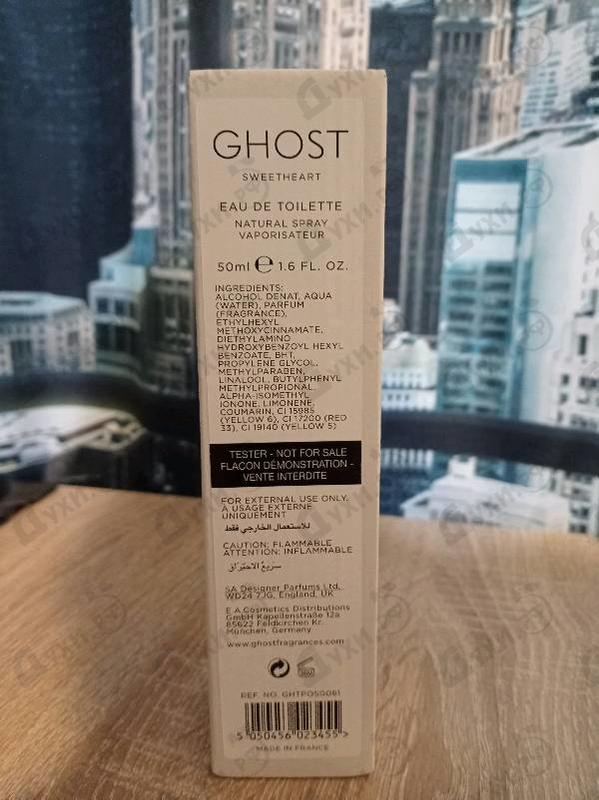 GHOST
SWEETHEART
EAU DE TOILETTE
NATURAL SPRAY
VAPORISATEUR
50ml ℮ 1.6 FL. OZ.
INGREDIENTS:
ALCOHOL DENAT, AQUA
(WATER), PARFUM
(FRAGRANCE),
ETHYLHEXYL
METHOXYCINNAMATE,
DIETHYLAMINO
HYDROXYBENZOYL HEXYL
BENZOATE, BHT,
PROPYLENE GLYCOL,
METHYLPARABEN,
LINALOOL, BUTYLPHENYL
METHYLPROPIONAL,
ALPHA-ISOMETHYL
IONONE, LIMONENE,
COUMARIN, CI 15985
(YELLOW 6), CI 17200 (RED
33), CI 19140 (YELLOW 5)
TESTER - NOT FOR SALE
FLACON DÉMONSTRATION -
VENTE INTERDITE
FOR EXTERNAL USE ONLY.
A USAGE EXTERNE
UNIQUEMENT
للاستعمال الخارجي فقط
CAUTION: FLAMMABLE
ATTENTION: INFLAMMABLE
سريع الاحتراق
SA Designer Parfums Ltd,
WD24 7JG, England, UK
E A Cosmetics Distributions
GmbH Kapellenstraße 12a
85622 Feldkirchen Kr.
München, Germany
www.ghostfragrances.com
REF. NO. GHTPOS0061
5 050456 023455 >
MADE IN FRANCE
ДУХИ.РФ